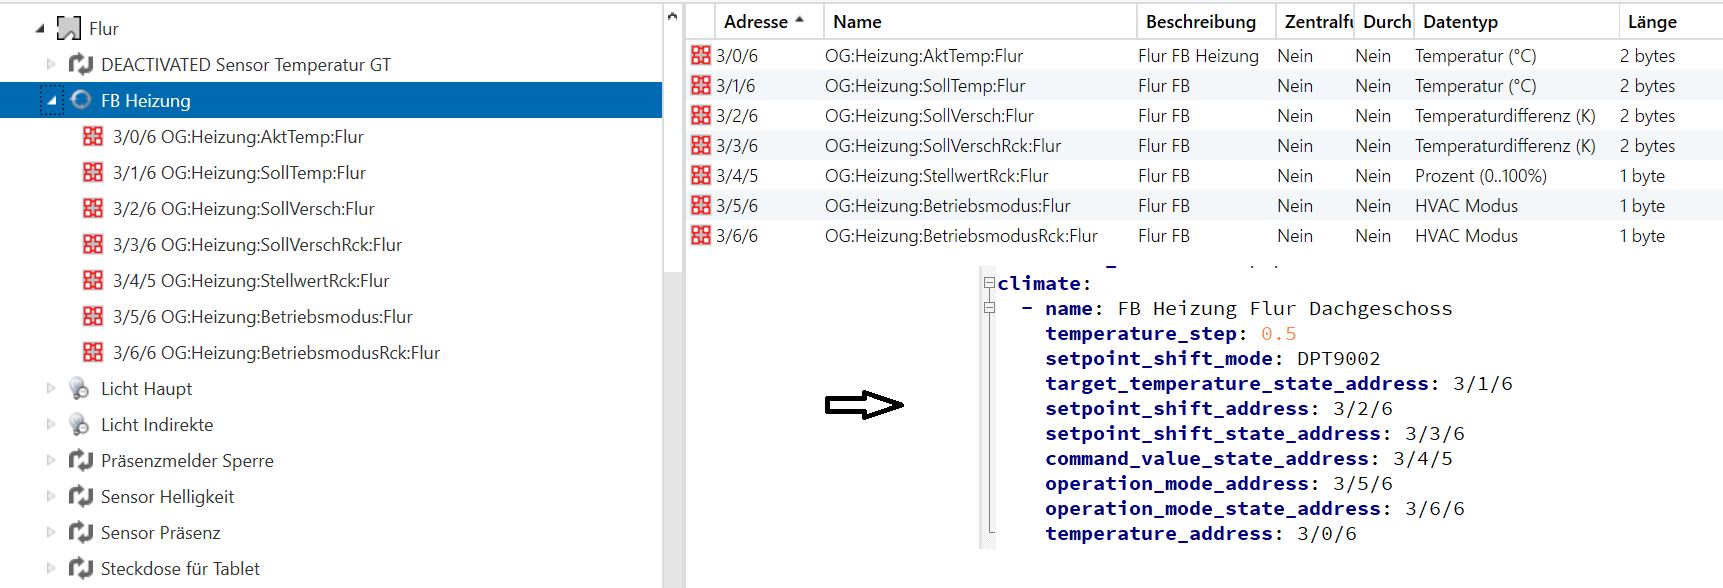 Flur
DEACTIVATED Sensor Temperatur GT
FB Heizung
3/0/6 OG:Heizung:AktTemp:Flur
3/1/6 OG:Heizung:SollTemp:Flur
3/2/6 OG:Heizung:SollVersch:Flur
3/3/6 OG:Heizung:SollVerschRck:Flur
3/4/5 OG:Heizung:StellwertRck:Flur
3/5/6 OG:Heizung:Betriebsmodus:Flur
3/6/6 OG:Heizung:BetriebsmodusRck:Flur
Licht Haupt
Licht Indirekte
Präsenzmelder Sperre
Sensor Helligkeit
Sensor Präsenz
Steckdose für Tablet
Adresse Name Beschreibung Zentralfu Durch Datentyp Länge
3/0/6 OG:Heizung:AktTemp:Flur Flur FB Heizung Nein Nein Temperatur (°C) 2 bytes
3/1/6 OG:Heizung:SollTemp:Flur Flur FB Nein Nein Temperatur (°C) 2 bytes
3/2/6 OG:Heizung:SollVersch:Flur Flur FB Nein Nein Temperaturdifferenz (K) 2 bytes
3/3/6 OG:Heizung:SollVerschRck:Flur Flur FB Nein Nein Temperaturdifferenz (K) 2 bytes
3/4/5 OG:Heizung:StellwertRck:Flur Flur FB Nein Nein Prozent (0..100%) 1 byte
3/5/6 OG:Heizung:Betriebsmodus:Flur Flur FB Nein Nein HVAC Modus 1 byte
3/6/6 OG:Heizung:BetriebsmodusRck:Flur Flur FB Nein Nein HVAC Modus 1 byte
climate:
- name: FB Heizung Flur Dachgeschoss
temperature_step: 0.5
setpoint_shift_mode: DPT9002
target_temperature_state_address: 3/1/6
setpoint_shift_address: 3/2/6
setpoint_shift_state_address: 3/3/6
command_value_state_address: 3/4/5
operation_mode_address: 3/5/6
operation_mode_state_address: 3/6/6
temperature_address: 3/0/6